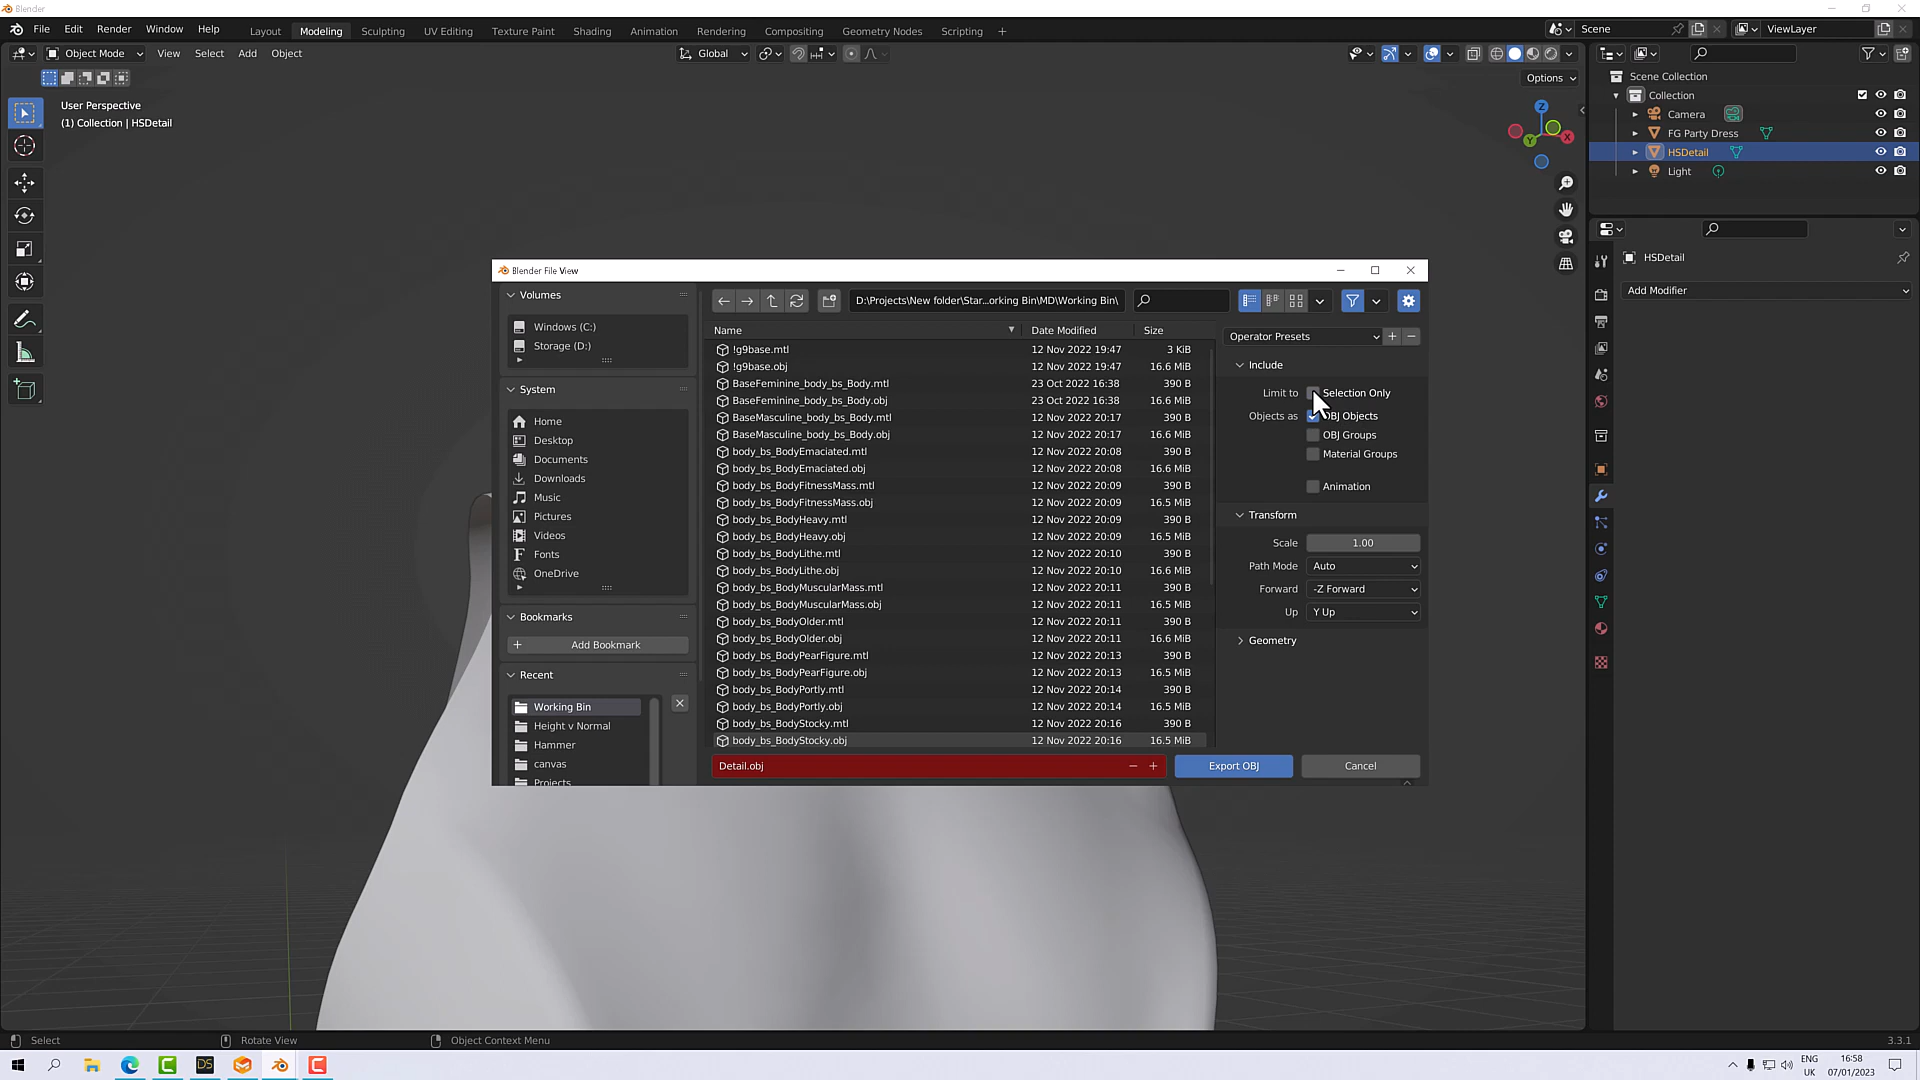 Blender
File Edit Render Window Help Layout Modeling Sculpting UV Editing Texture Paint Shading Animation Rendering Compositing Geometry Nodes Scripting + Scene ViewLayer
Object Mode View Select Add Object Global
Options
User Perspective
(1) Collection | HSDetail
Z
Y
X
Scene Collection
Collection
Camera
FG Party Dress
HSDetail
Light
HSDetail
Add Modifier
Blender File View
Volumes
Windows (C:)
Storage (D:)
System
Home
Desktop
Documents
Downloads
Music
Pictures
Videos
Fonts
OneDrive
Bookmarks
Add Bookmark
Recent
Working Bin
Height v Normal
Hammer
canvas
Projects
D:\Projects\New folder\Star...orking Bin\MD\Working Bin\
Name Date Modified Size
!g9base.mtl 12 Nov 2022 19:47 3 KiB
!g9base.obj 12 Nov 2022 19:47 16.6 MiB
BaseFeminine_body_bs_Body.mtl 23 Oct 2022 16:38 390 B
BaseFeminine_body_bs_Body.obj 23 Oct 2022 16:38 16.6 MiB
BaseMasculine_body_bs_Body.mtl 12 Nov 2022 20:17 390 B
BaseMasculine_body_bs_Body.obj 12 Nov 2022 20:17 16.6 MiB
body_bs_BodyEmaciated.mtl 12 Nov 2022 20:08 390 B
body_bs_BodyEmaciated.obj 12 Nov 2022 20:08 16.6 MiB
body_bs_BodyFitnessMass.mtl 12 Nov 2022 20:09 390 B
body_bs_BodyFitnessMass.obj 12 Nov 2022 20:09 16.5 MiB
body_bs_BodyHeavy.mtl 12 Nov 2022 20:09 390 B
body_bs_BodyHeavy.obj 12 Nov 2022 20:09 16.5 MiB
body_bs_BodyLithe.mtl 12 Nov 2022 20:10 390 B
body_bs_BodyLithe.obj 12 Nov 2022 20:10 16.6 MiB
body_bs_BodyMuscularMass.mtl 12 Nov 2022 20:11 390 B
body_bs_BodyMuscularMass.obj 12 Nov 2022 20:11 16.5 MiB
body_bs_BodyOlder.mtl 12 Nov 2022 20:11 390 B
body_bs_BodyOlder.obj 12 Nov 2022 20:11 16.6 MiB
body_bs_BodyPearFigure.mtl 12 Nov 2022 20:13 390 B
body_bs_BodyPearFigure.obj 12 Nov 2022 20:13 16.5 MiB
body_bs_BodyPortly.mtl 12 Nov 2022 20:14 390 B
body_bs_BodyPortly.obj 12 Nov 2022 20:14 16.5 MiB
body_bs_BodyStocky.mtl 12 Nov 2022 20:16 390 B
body_bs_BodyStocky.obj 12 Nov 2022 20:16 16.5 MiB
Detail.obj
Operator Presets
Include
Limit to Selection Only
Objects as OBJ Objects
OBJ Groups
Material Groups
Animation
Transform
Scale 1.00
Path Mode Auto
Forward -Z Forward
Up Y Up
Geometry
Export OBJ Cancel
Select Rotate View Object Context Menu 3.3.1
DS
ENG
UK
16:58
07/01/2023